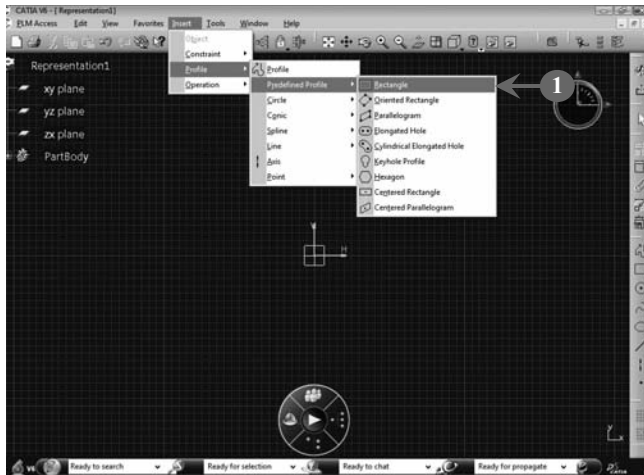 CATIA V6 - [Representation1]
PLM Access Edit View Favorites Insert Tools Window Help
Object
Constraint
Profile
Operation
Profile
Predefined Profile
Circle
Conic
Spline
Line
Axis
Point
Rectangle
Oriented Rectangle
Parallelogram
Elongated Hole
Cylindrical Elongated Hole
Keyhole Profile
Hexagon
Centered Rectangle
Centered Parallelogram
1
Representation1
xy plane
yz plane
zx plane
PartBody
V
H
V6
Ready to search
Ready for selection
Ready to chat
Ready for propagate
CATIA